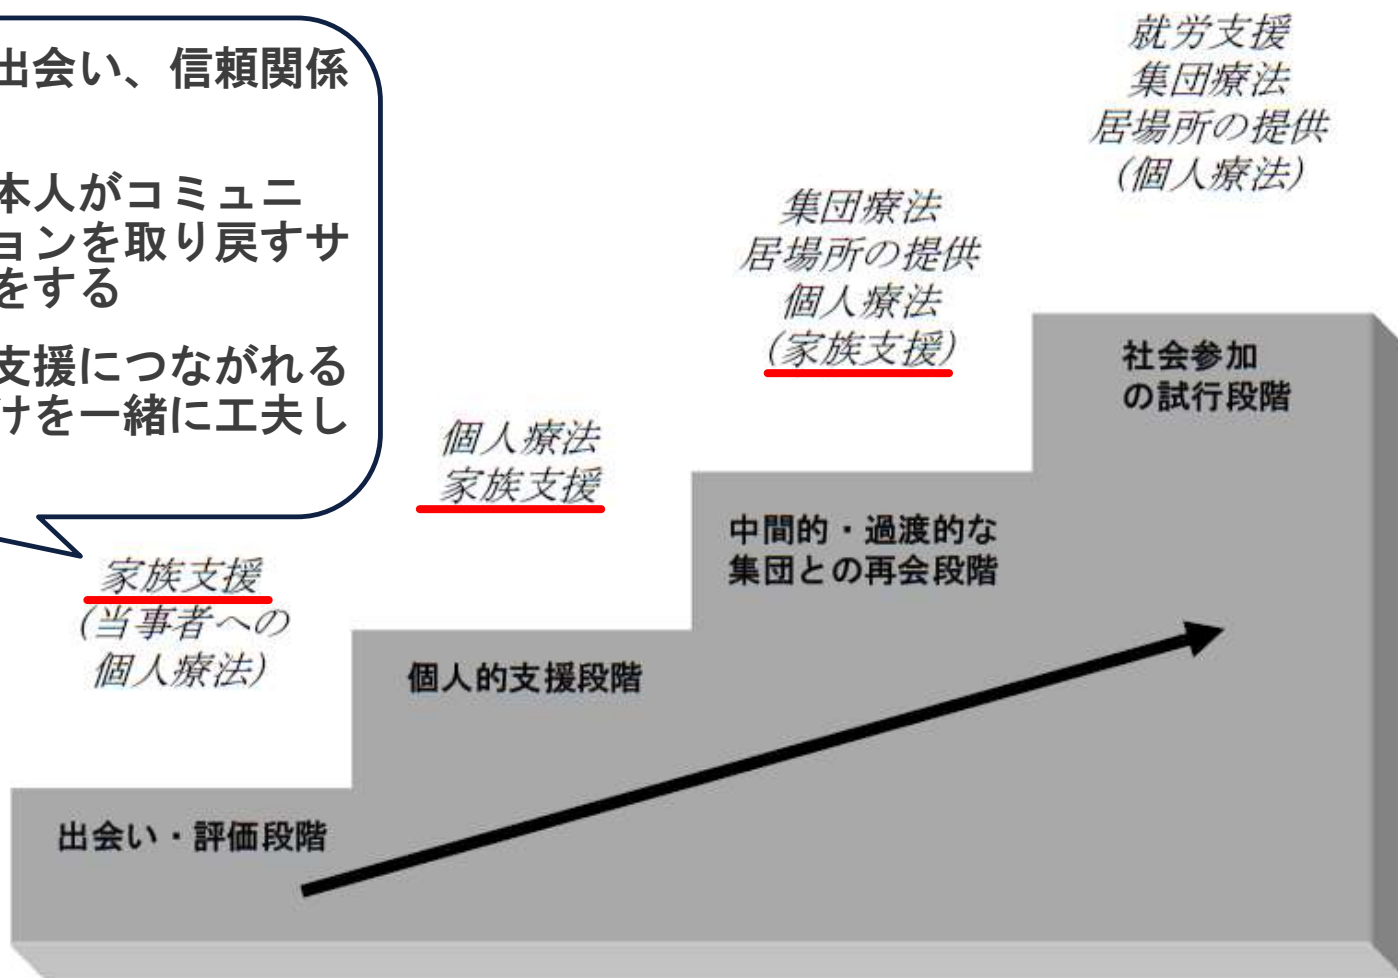 出会い、信頼関係
本人がコミュニ
ョンを取り戻すサ
をする
支援につながれる
けを一緒に工夫し
就労支援
集団療法
居場所の提供
(個人療法)
集団療法
居場所の提供
個人療法
(家族支援)
社会参加
の試行段階
個人療法
家族支援
中間的・過渡的な
集団との再会段階
家族支援
(当事者への
個人療法)
個人的支援段階
出会い・評価段階